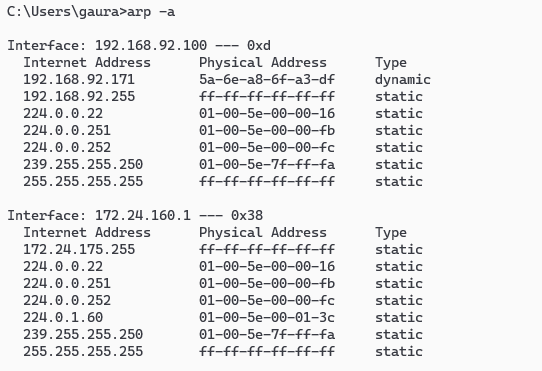 C:\Users\gaura>arp -a
Interface: 192.168.92.100 --- 0xd
Internet Address Physical Address Type
192.168.92.171 5a-6e-a8-6f-a3-df dynamic
192.168.92.255 ff-ff-ff-ff-ff-ff static
224.0.0.22 01-00-5e-00-00-16 static
224.0.0.251 01-00-5e-00-00-fb static
224.0.0.252 01-00-5e-00-00-fc static
239.255.255.250 01-00-5e-7f-ff-fa static
255.255.255.255 ff-ff-ff-ff-ff-ff static
Interface: 172.24.160.1 --- 0x38
Internet Address Physical Address Type
172.24.175.255 ff-ff-ff-ff-ff-ff static
224.0.0.22 01-00-5e-00-00-16 static
224.0.0.251 01-00-5e-00-00-fb static
224.0.0.252 01-00-5e-00-00-fc static
224.0.1.60 01-00-5e-00-01-3c static
239.255.255.250 01-00-5e-7f-ff-fa static
255.255.255.255 ff-ff-ff-ff-ff-ff static